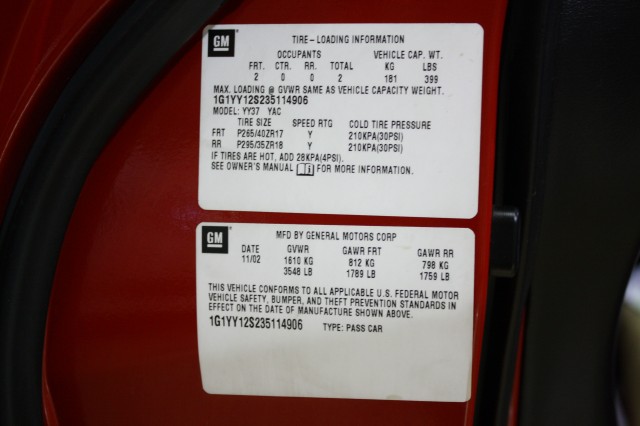 GM
TIRE-LOADING INFORMATION
OCCUPANTS VEHICLE CAP. WT.
FRT. CTR. RR. TOTAL KG LBS
2 0 0 2 181 399
MAX. LOADING @ GVWR SAME AS VEHICLE CAPACITY WEIGHT.
1G1YY12S235114906
MODEL: YY37 YAC
TIRE SIZE SPEED RTG COLD TIRE PRESSURE
FRT P265/40ZR17 Y 210KPA(30PSI)
RR P295/35ZR18 Y 210KPA(30PSI)
IF TIRES ARE HOT, ADD 28KPA(4PSI).
SEE OWNER'S MANUAL i FOR MORE INFORMATION.
GM
MFD BY GENERAL MOTORS CORP
DATE GVWR GAWR FRT GAWR RR
11/02 1610 KG 812 KG 798 KG
3548 LB 1789 LB 1759 LB
THIS VEHICLE CONFORMS TO ALL APPLICABLE U.S. FEDERAL MOTOR
VEHICLE SAFETY, BUMPER, AND THEFT PREVENTION STANDARDS IN
EFFECT ON THE DATE OF MANUFACTURE SHOWN ABOVE.
1G1YY12S235114906 TYPE: PASS CAR